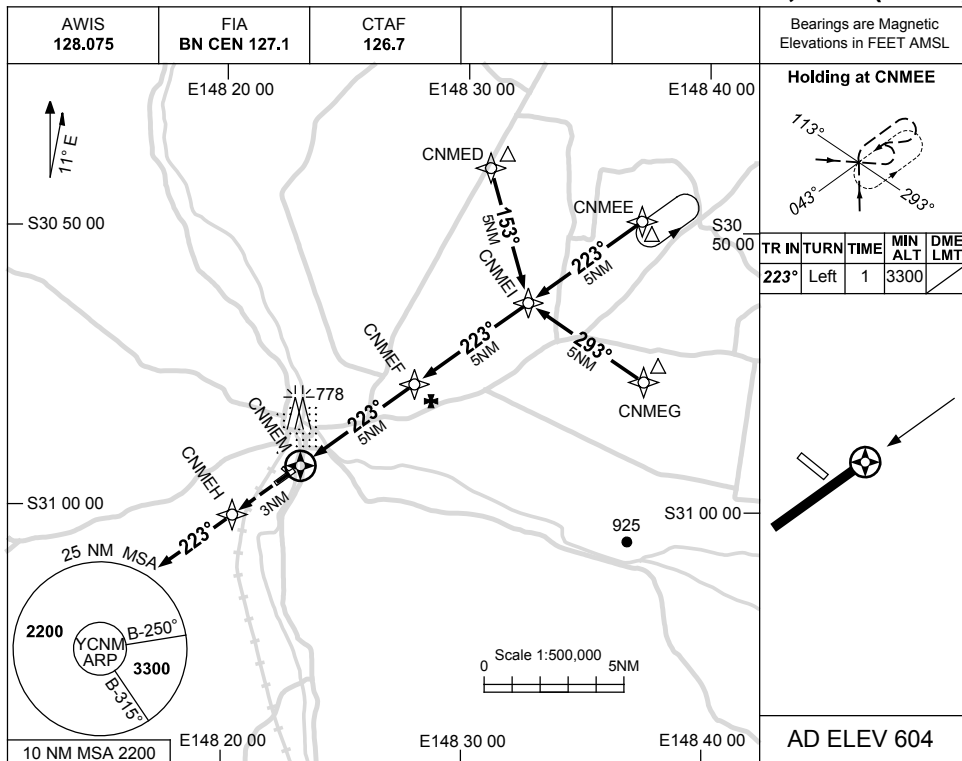 AWIS
128.075
FIA
BN CEN 127.1
CTAF
126.7
Bearings are Magnetic
Elevations in FEET AMSL
E148 20 00
E148 30 00
E148 40 00
Holding at CNMEE
11° E
113°
043°
293°
CNMED
CNMEE
S30 50 00
S30
50 00
153°
5NM
223°
5NM
CNMEI
TR IN
TURN
TIME
MIN
ALT
DME
LMT
223°
Left
1
3300
223°
5NM
293°
5NM
CNMEF
CNMEG
778
CNMEM
223°
5NM
CNMEH
3NM
S31 00 00
S31 00 00
223°
925
25 NM MSA
2200
B-250°
YCNM
ARP
3300
B-315°
Scale 1:500,000
0
5NM
10 NM MSA 2200
E148 20 00
E148 30 00
E148 40 00
AD ELEV 604